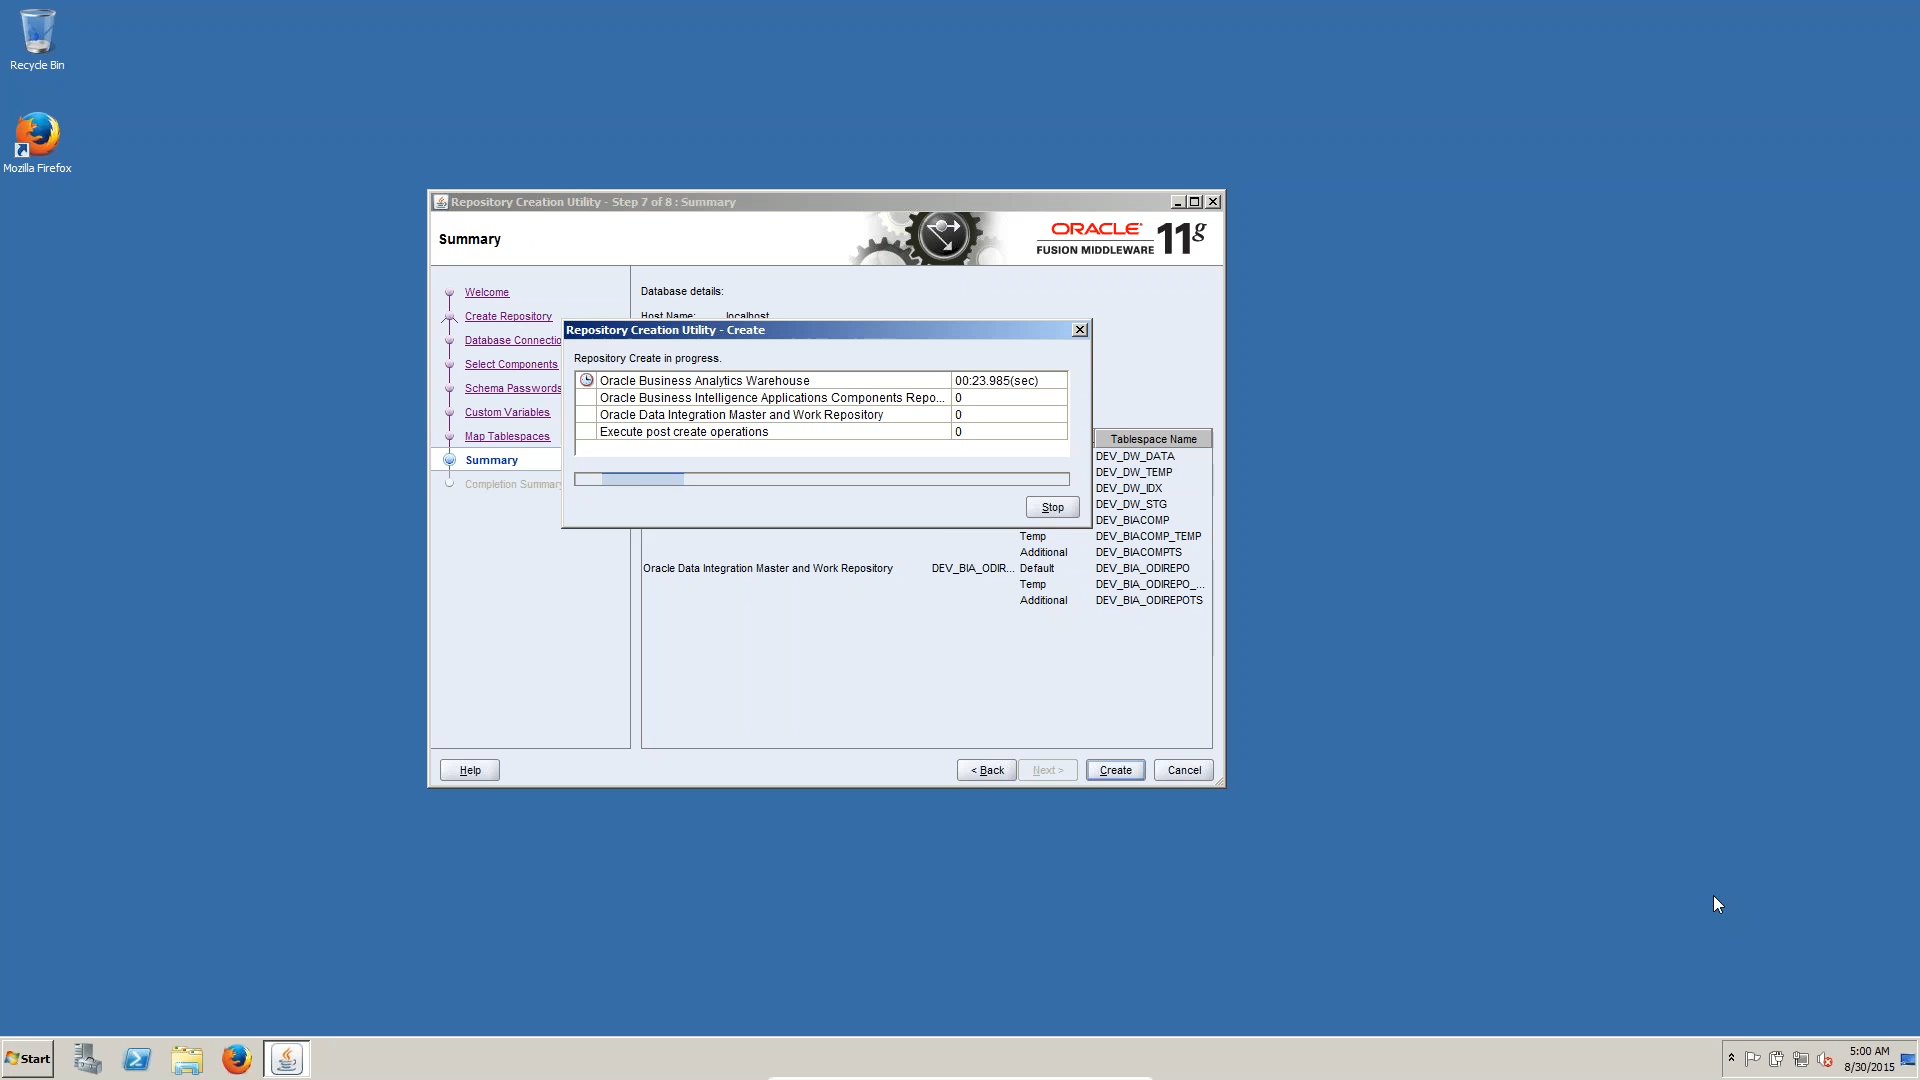 Recycle Bin
Mozilla Firefox
Repository Creation Utility - Step 7 of 8 : Summary
Summary
ORACLE
FUSION MIDDLEWARE 11g
Welcome
Create Repository
Database Connectio
Select Components
Schema Passwords
Custom Variables
Map Tablespaces
Summary
Completion Summary
Database details:
Host Name: localhost
Repository Creation Utility - Create
Repository Create in progress.
Oracle Business Analytics Warehouse 00:23.985(sec)
Oracle Business Intelligence Applications Components Repo... 0
Oracle Data Integration Master and Work Repository 0
Execute post create operations 0
Stop
Tablespace Name
DEV_DW_DATA
DEV_DW_TEMP
DEV_DW_IDX
DEV_DW_STG
DEV_BIACOMP
Temp DEV_BIACOMP_TEMP
Additional DEV_BIACOMPTS
Oracle Data Integration Master and Work Repository DEV_BIA_ODIR... Default DEV_BIA_ODIREPO
Temp DEV_BIA_ODIREPO_...
Additional DEV_BIA_ODIREPOTS
Help < Back Next > Create Cancel
Start
5:00 AM
8/30/2015